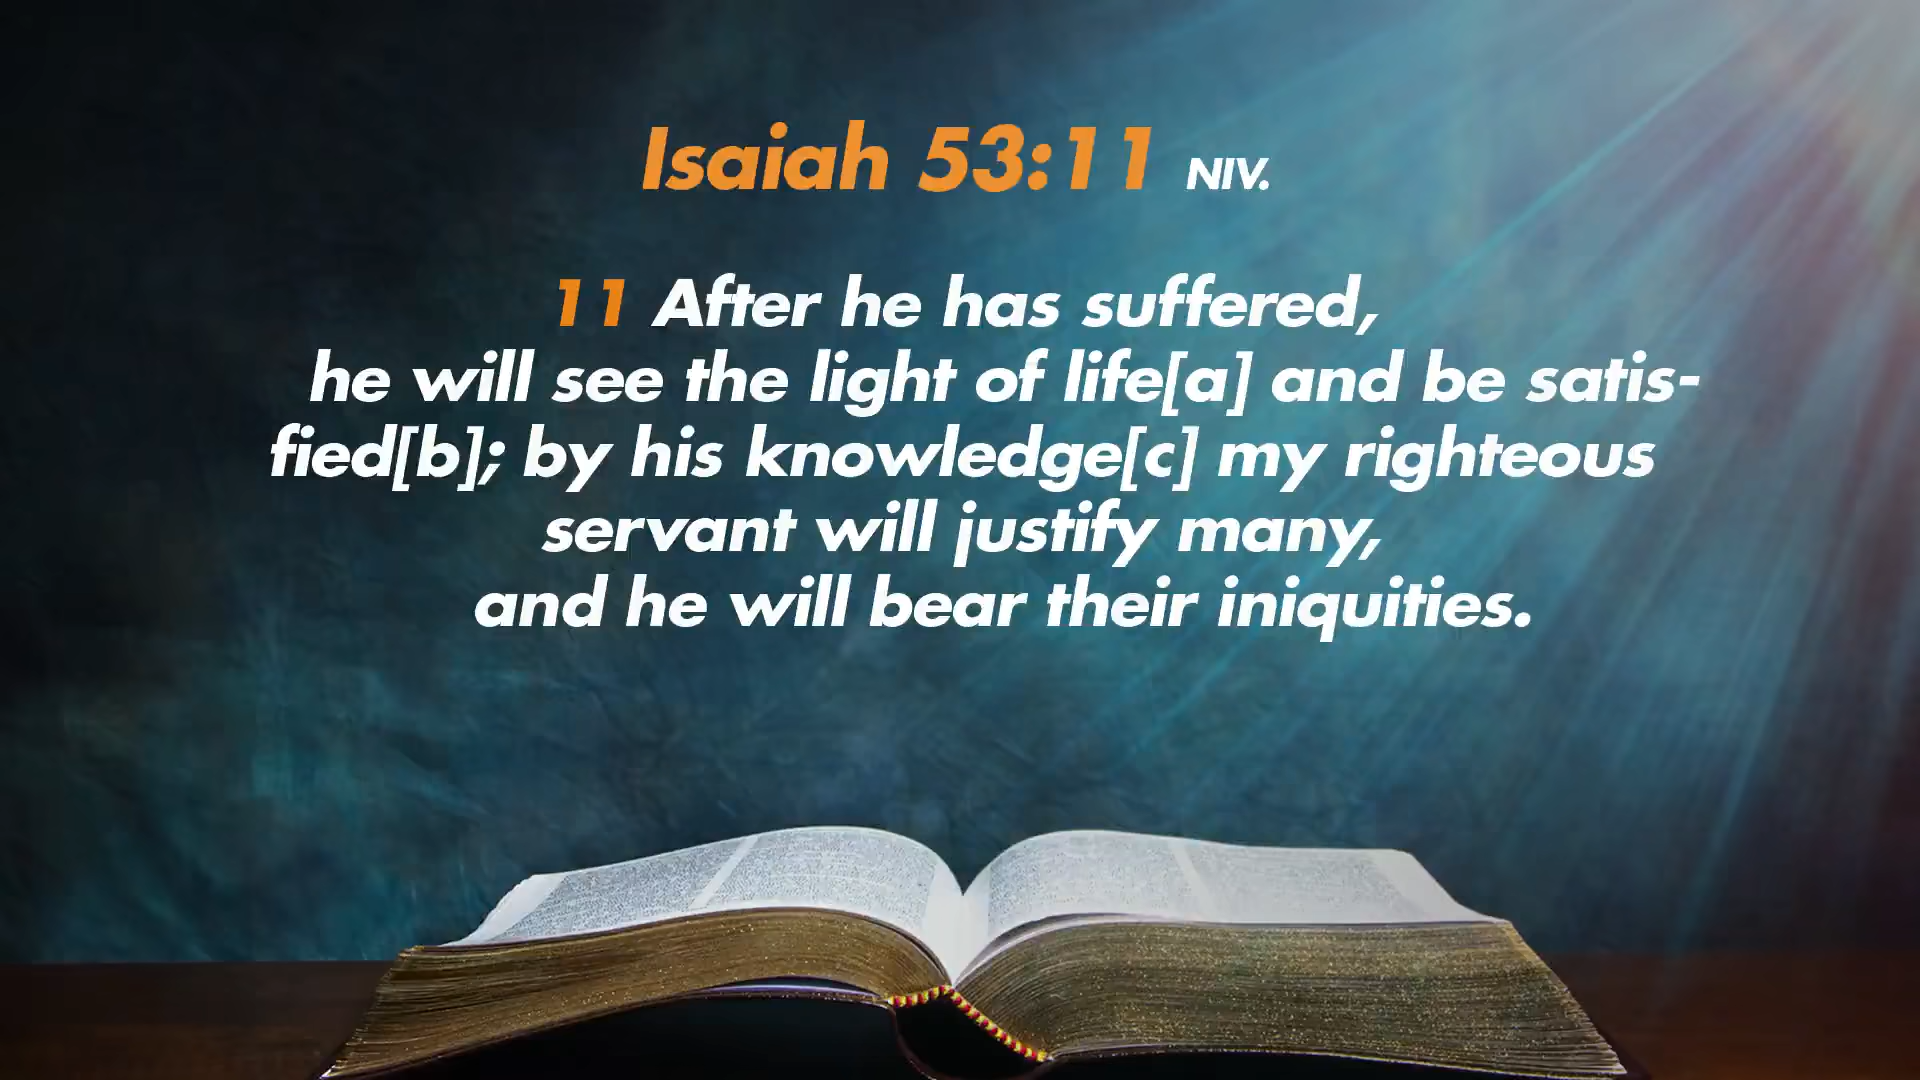 Isaiah 53:11 NIV.
11 After he has suffered,
he will see the light of life[a] and be satis-
fied[b]; by his knowledge[c] my righteous
servant will justify many,
and he will bear their iniquities.